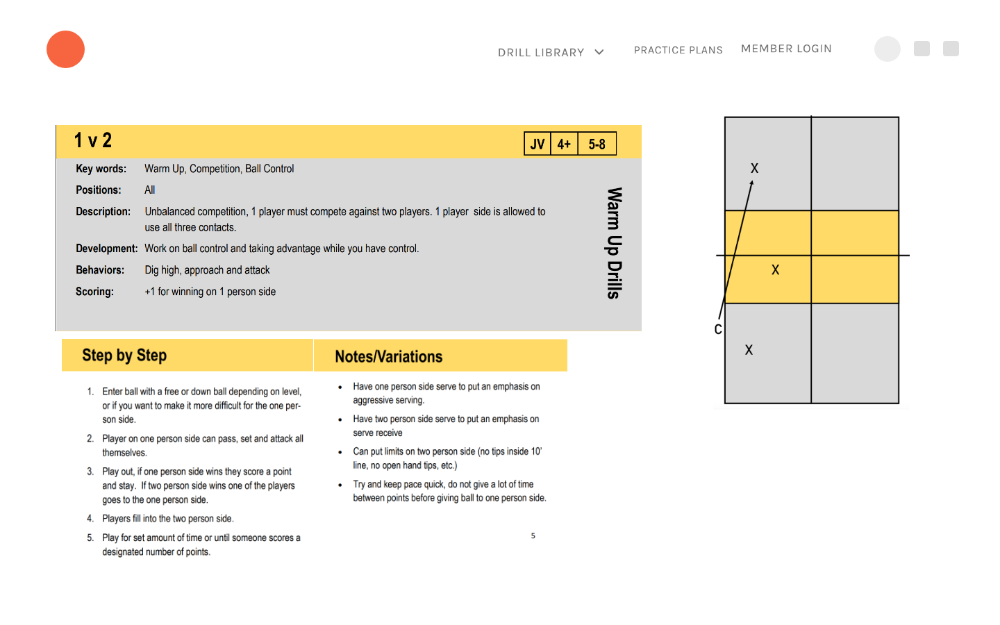 DRILL LIBRARY
PRACTICE PLANS
MEMBER LOGIN
1 v 2
JV 4+ 5-8
Key words: Warm Up, Competition, Ball Control
Positions: All
Description: Unbalanced competition, 1 player must compete against two players. 1 player  side is allowed to
use all three contacts.
Development: Work on ball control and taking advantage while you have control.
Behaviors: Dig high, approach and attack
Scoring: +1 for winning on 1 person side
Warm Up Drills
Step by Step
1. Enter ball with a free or down ball depending on level,
or if you want to make it more difficult for the one per-
son side.
2. Player on one person side can pass, set and attack all
themselves.
3. Play out, if one person side wins they score a point
and stay.  If two person side wins one of the players
goes to the one person side.
4. Players fill into the two person side.
5. Play for set amount of time or until someone scores a
designated number of points.
Notes/Variations
• Have one person side serve to put an emphasis on
aggressive serving.
• Have two person side serve to put an emphasis on
serve receive
• Can put limits on two person side (no tips inside 10'
line, no open hand tips, etc.)
• Try and keep pace quick, do not give a lot of time
between points before giving ball to one person side.
5
X
X
C
X